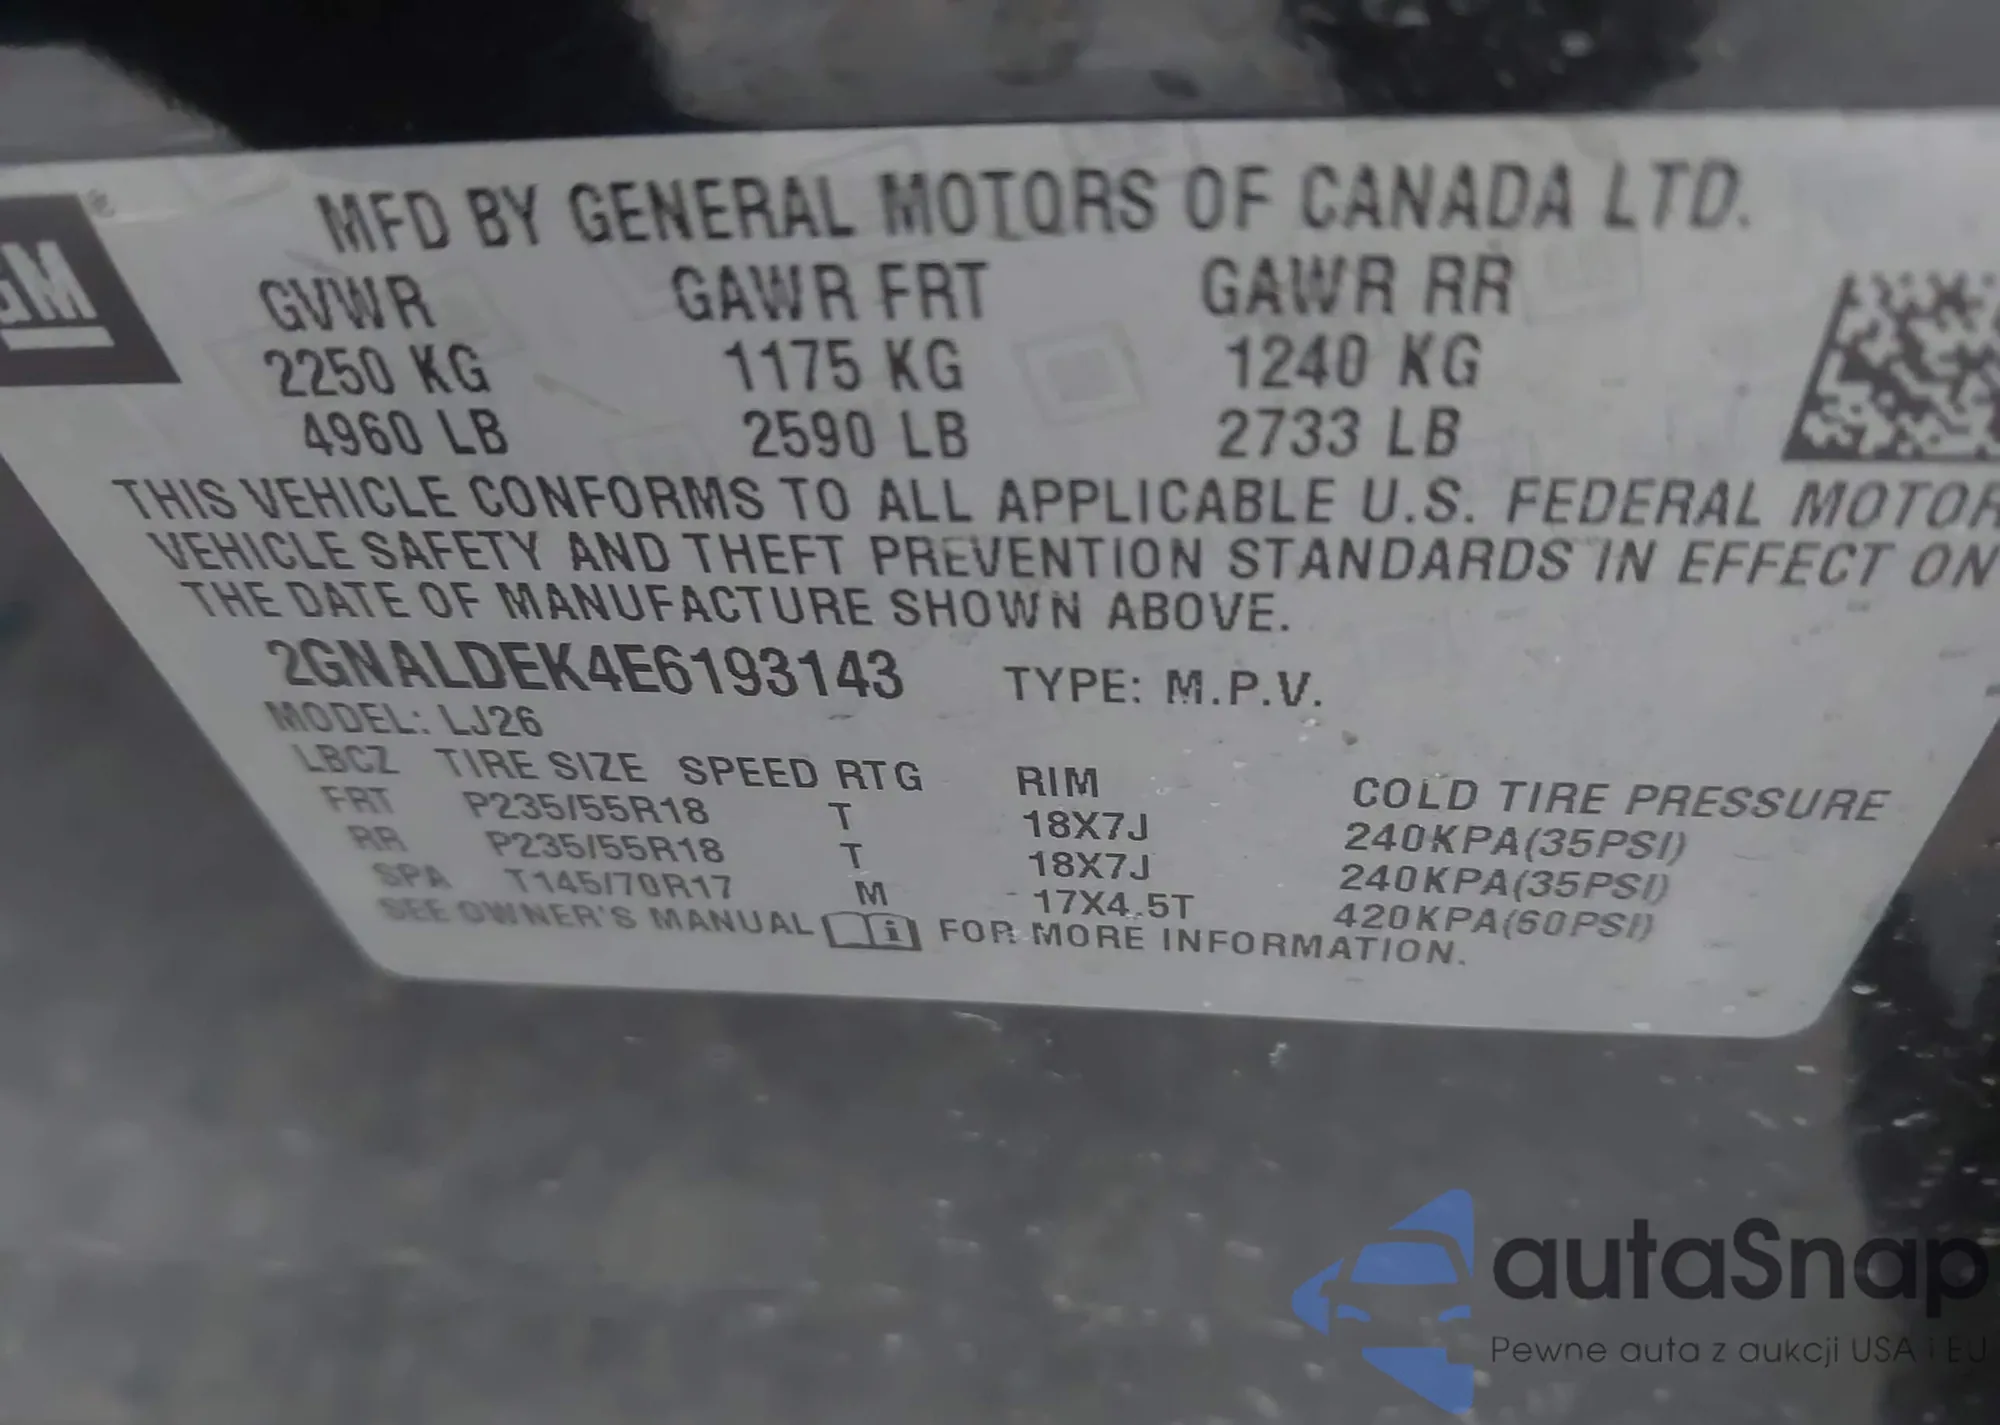 GM ®
MFD BY GENERAL MOTORS OF CANADA LTD.
GVWR GAWR FRT GAWR RR
2250 KG 1175 KG 1240 KG
4960 LB 2590 LB 2733 LB
THIS VEHICLE CONFORMS TO ALL APPLICABLE U.S. FEDERAL MOTOR
VEHICLE SAFETY AND THEFT PREVENTION STANDARDS IN EFFECT ON
THE DATE OF MANUFACTURE SHOWN ABOVE.
2GNALDEK4E6193143 TYPE: M.P.V.
MODEL: LJ26
LBCZ TIRE SIZE SPEED RTG RIM COLD TIRE PRESSURE
FRT P235/55R18 T 18X7J 240KPA(35PSI)
RR P235/55R18 T 18X7J 240KPA(35PSI)
SPA T145/70R17 M 17X4.5T 420KPA(60PSI)
SEE OWNER'S MANUAL i FOR MORE INFORMATION.
autaSnap
Pewne auta z aukcji USA i EU